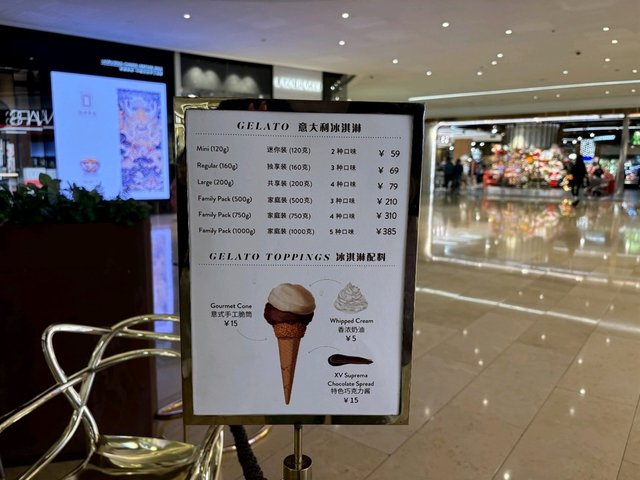 GELATO 意大利冰淇淋
Mini (120g) 迷你装 (120克) 2 种口味 ¥ 59
Regular (160g) 独享装 (160克) 3 种口味 ¥ 69
Large (200g) 共享装 (200克) 4 种口味 ¥ 79
Family Pack (500g) 家庭装 (500克) 3 种口味 ¥ 210
Family Pack (750g) 家庭装 (750克) 4 种口味 ¥ 310
Family Pack (1000g) 家庭装 (1000克) 5 种口味 ¥385
GELATO TOPPINGS 冰淇淋配料
Gourmet Cone
意式手工脆筒
¥15
Whipped Cream
香浓奶油
¥5
XV Suprema
Chocolate Spread
特色巧克力酱
¥15